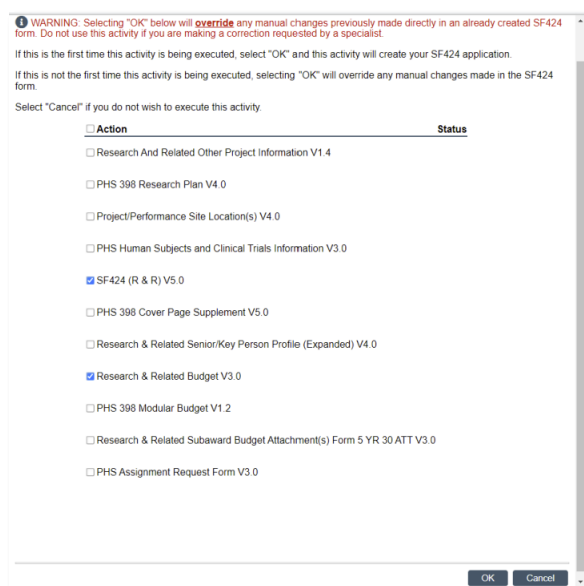 WARNING: Selecting "OK" below will override any manual changes previously made directly in an already created SF424
form. Do not use this activity if you are making a correction requested by a specialist.
If this is the first time this activity is being executed, select "OK" and this activity will create your SF424 application.
If this is not the first time this activity is being executed, selecting "OK" will override any manual changes made in the SF424
form.
Select "Cancel" if you do not wish to execute this activity.
Action Status
Research And Related Other Project Information V1.4
PHS 398 Research Plan V4.0
Project/Performance Site Location(s) V4.0
PHS Human Subjects and Clinical Trials Information V3.0
SF424 (R & R) V5.0
PHS 398 Cover Page Supplement V5.0
Research & Related Senior/Key Person Profile (Expanded) V4.0
Research & Related Budget V3.0
PHS 398 Modular Budget V1.2
Research & Related Subaward Budget Attachment(s) Form 5 YR 30 ATT V3.0
PHS Assignment Request Form V3.0
OK Cancel